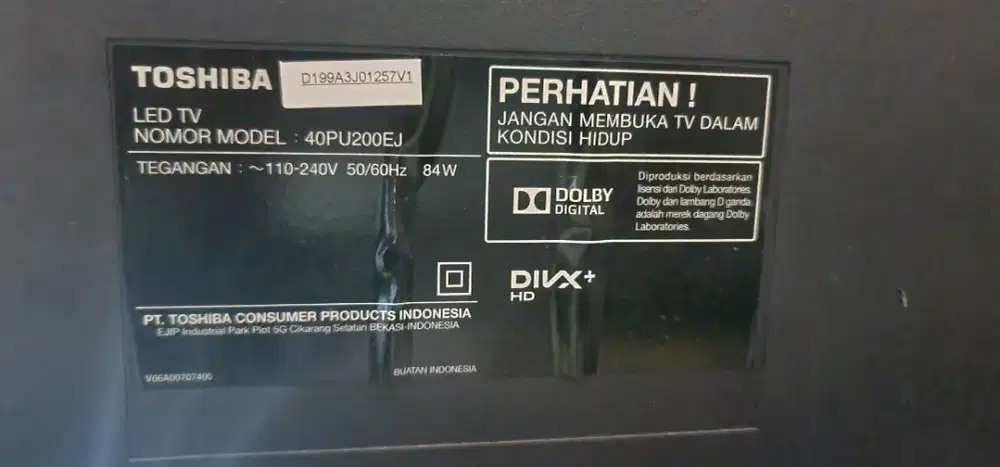 TOSHIBA
D199A3J01257V1
LED TV
NOMOR MODEL : 40PU200EJ
TEGANGAN : ~110-240V 50/60Hz 84W
PERHATIAN !
JANGAN MEMBUKA TV DALAM
KONDISI HIDUP
DOLBY
DIGITAL
Diproduksi berdasarkan
lisensi dari Dolby Laboratories.
Dolby dan lambang D ganda
adalah merek dagang Dolby
Laboratories.
DIVX+
HD
PT. TOSHIBA CONSUMER PRODUCTS INDONESIA
EJIP Industrial Park Plot 5G Cikarang Selatan BEKASI-INDONESIA
V66A00707400
BUATAN INDONESIA